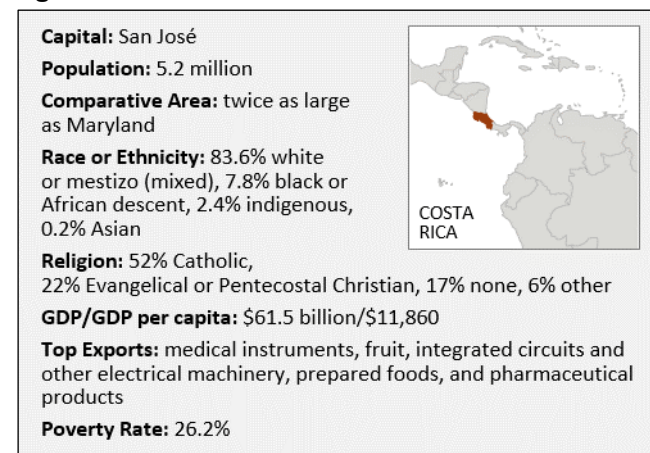 Capital: San José
Population: 5.2 million
Comparative Area: twice as large
as Maryland
Race or Ethnicity: 83.6% white
or mestizo (mixed), 7.8% black or
African descent, 2.4% indigenous,
0.2% Asian
COSTA
RICA
Religion: 52% Catholic,
22% Evangelical or Pentecostal Christian, 17% none, 6% other
GDP/GDP per capita: $61.5 billion/$11,860
Top Exports: medical instruments, fruit, integrated circuits and
other electrical machinery, prepared foods, and pharmaceutical
products
Poverty Rate: 26.2%